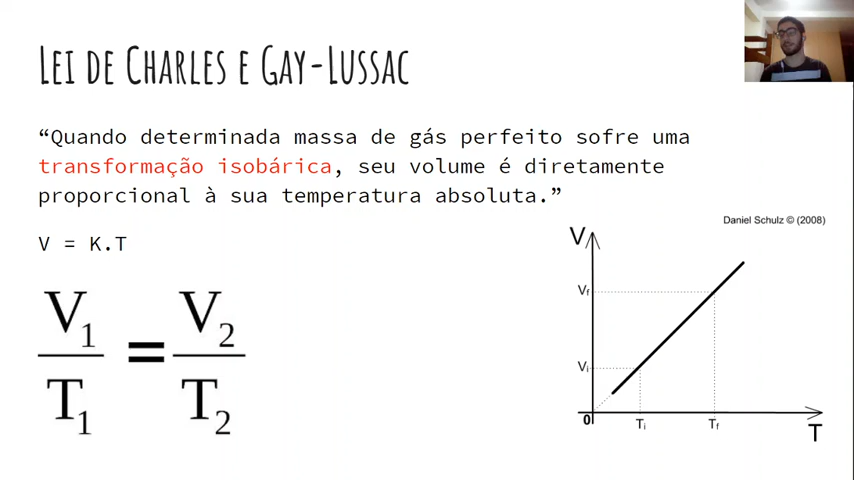 LEI DE CHARLES E GAY-LUSSAC
“Quando determinada massa de gás perfeito sofre uma
transformação isobárica, seu volume é diretamente
proporcional à sua temperatura absoluta.”
V = K.T
V1/T1 = V2/T2
Daniel Schulz © (2008)
V
Vf
Vi
0
Ti
Tf
T